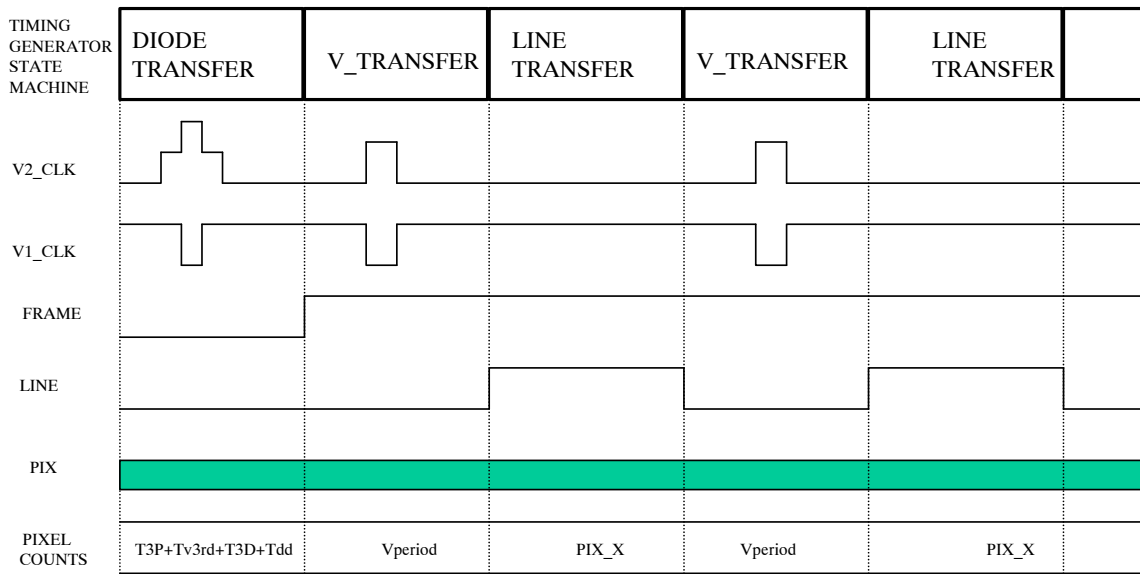 TIMING
GENERATOR
STATE
MACHINE
DIODE
TRANSFER
V_TRANSFER
LINE
TRANSFER
V_TRANSFER
LINE
TRANSFER
V2_CLK
V1_CLK
FRAME
LINE
PIX
PIXEL
COUNTS
T3P+Tv3rd+T3D+Tdd
Vperiod
PIX_X
Vperiod
PIX_X